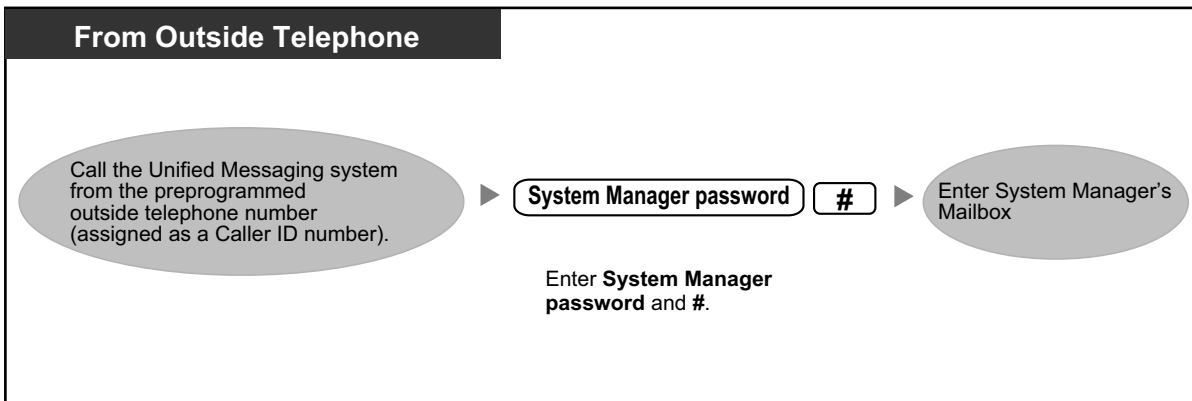 From Outside Telephone
Call the Unified Messaging system
from the preprogrammed
outside telephone number
(assigned as a Caller ID number).
System Manager password #
Enter System Manager
password and #.
Enter System Manager’s
Mailbox